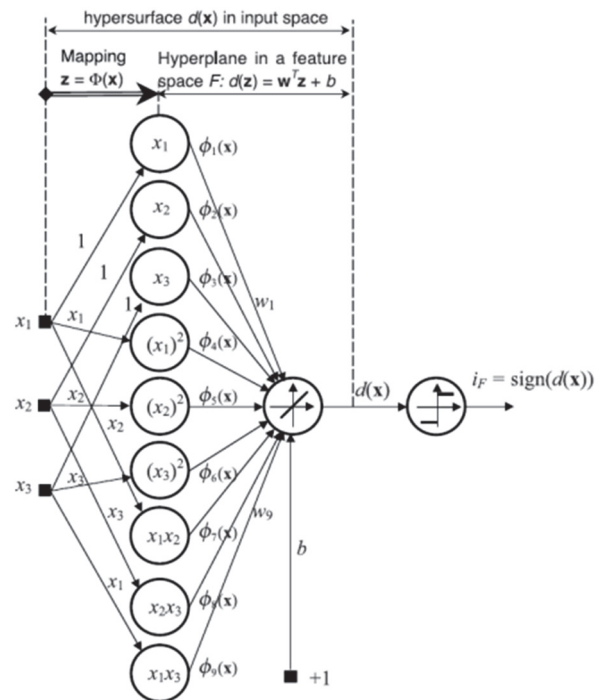 hypersurface d(x) in input space
Mapping
z = Φ(x)
Hyperplane in a feature
space F: d(z) = wᵀz + b
x₁
ϕ₁(x)
x₂
ϕ₂(x)
1
1
x₃
ϕ₃(x)
1
w₁
x₁
x₁
(x₁)²
ϕ₄(x)
x₂
x₂
x₂
(x₂)²
ϕ₅(x)
d(x)
i_F = sign(d(x))
x₃
x₃
x₃
(x₃)²
ϕ₆(x)
w₉
x₁x₂
ϕ₇(x)
b
x₁
x₂x₃
ϕ₈(x)
x₁x₃
ϕ₉(x)
+1